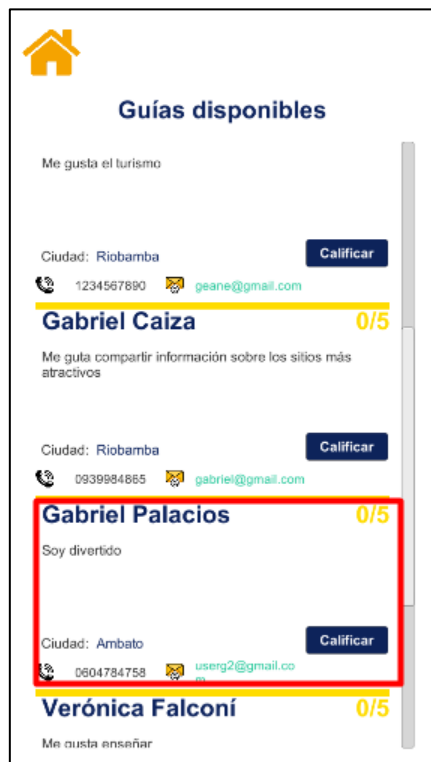 Guías disponibles
Me gusta el turismo
Ciudad: Riobamba
Calificar
1234567890 geane@gmail.com
Gabriel Caiza 0/5
Me guta compartir información sobre los sitios más
atractivos
Ciudad: Riobamba
Calificar
0939984865 gabriel@gmail.com
Gabriel Palacios 0/5
Soy divertido
Ciudad: Ambato
Calificar
0604784758 userg2@gmail.co
m
Verónica Falconí 0/5
Me gusta enseñar